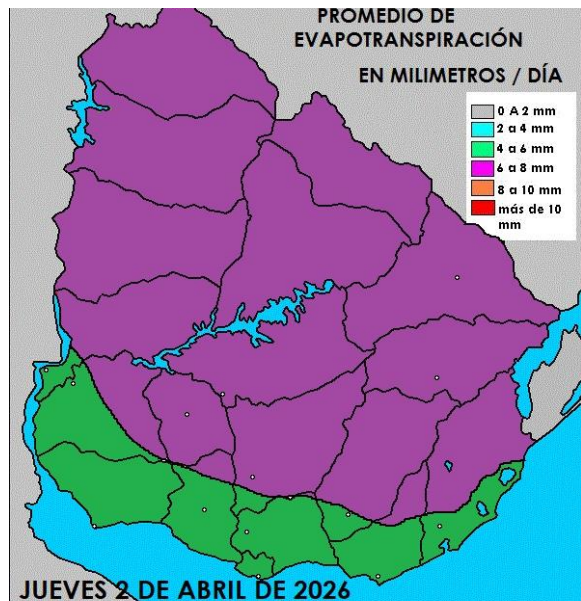 PROMEDIO DE
EVAPOTRANSPIRACIÓN
EN MILIMETROS / DÍA
0 A 2 mm
2 a 4 mm
4 a 6 mm
6 a 8 mm
8 a 10 mm
más de 10
mm
JUEVES 2 DE ABRIL DE 2026